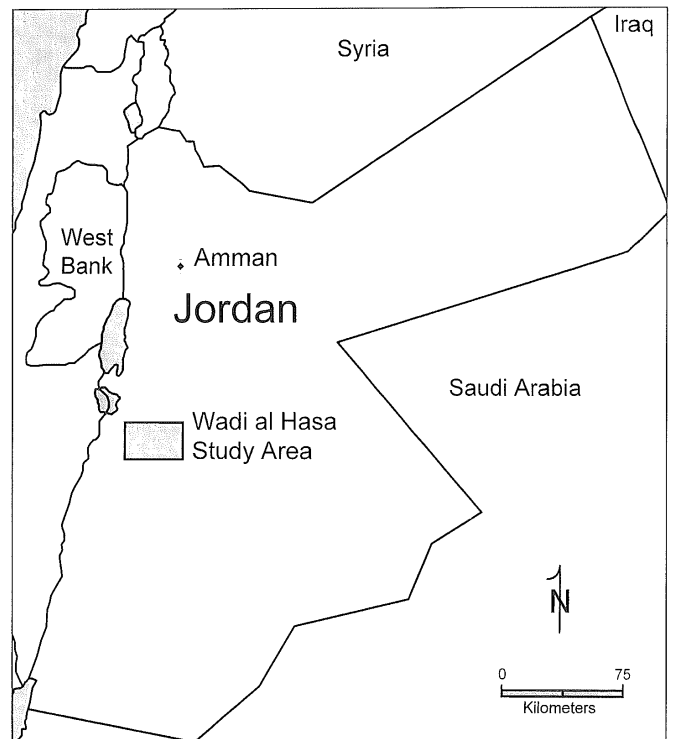 Iraq
Syria
West
Bank
Amman
Jordan
Saudi Arabia
Wadi al Hasa
Study Area
N
0 75
Kilometers